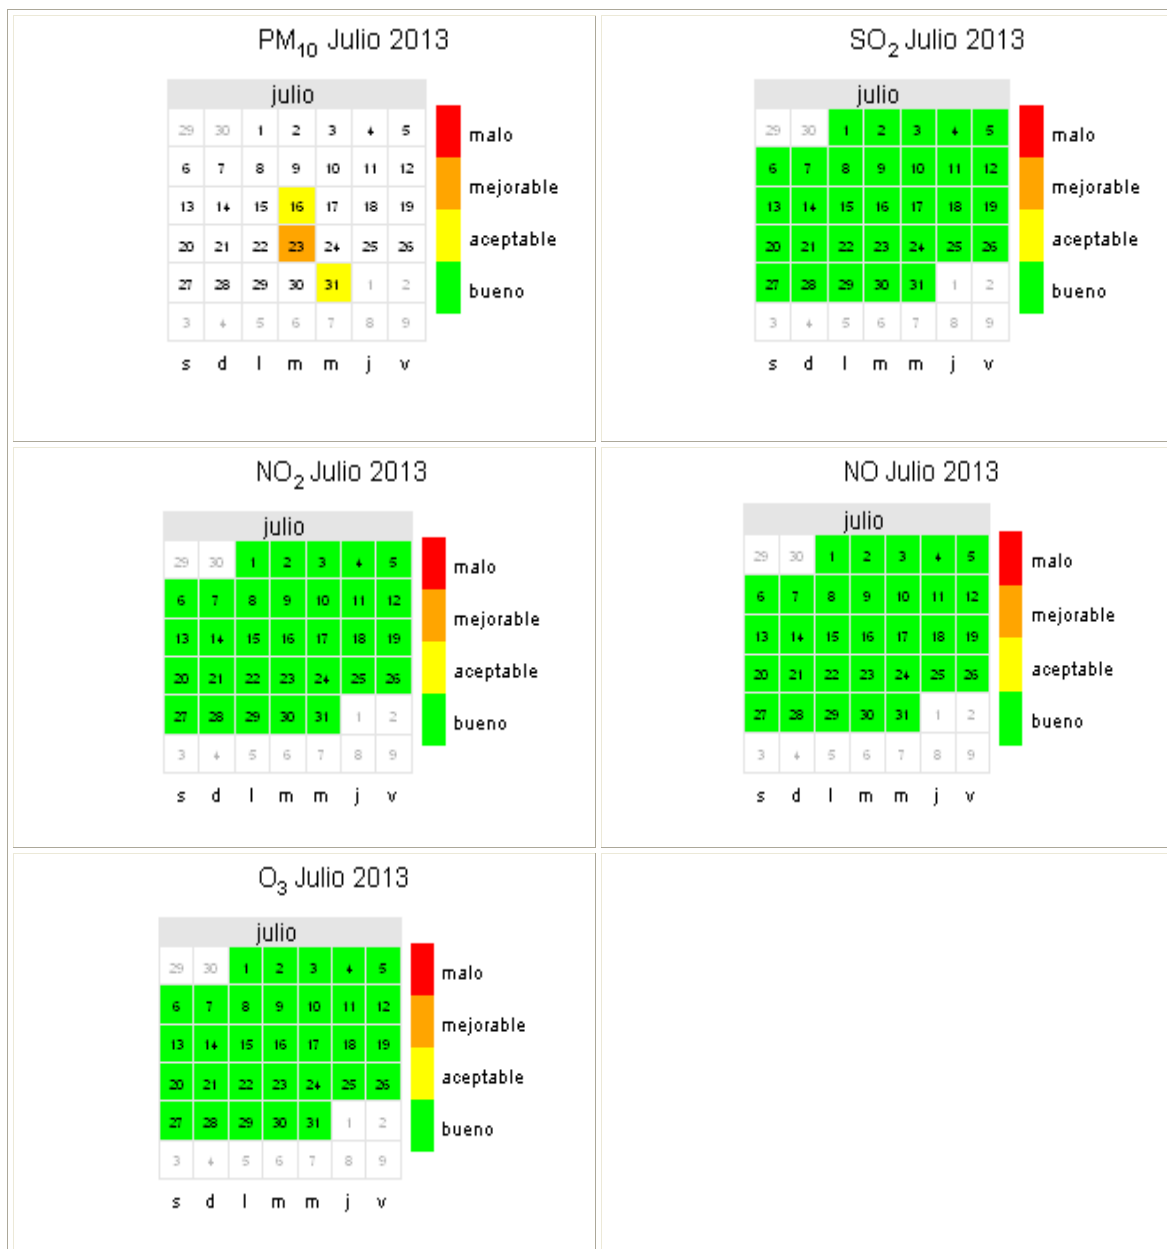 PM10 Julio 2013
julio
29 30 1 2 3 4 5
6 7 8 9 10 11 12
13 14 15 16 17 18 19
20 21 22 23 24 25 26
27 28 29 30 31 1 2
3 4 5 6 7 8 9
s d l m m j v
malo
mejorable
aceptable
bueno
SO2 Julio 2013
julio
29 30 1 2 3 4 5
6 7 8 9 10 11 12
13 14 15 16 17 18 19
20 21 22 23 24 25 26
27 28 29 30 31 1 2
3 4 5 6 7 8 9
s d l m m j v
malo
mejorable
aceptable
bueno
NO2 Julio 2013
julio
29 30 1 2 3 4 5
6 7 8 9 10 11 12
13 14 15 16 17 18 19
20 21 22 23 24 25 26
27 28 29 30 31 1 2
3 4 5 6 7 8 9
s d l m m j v
malo
mejorable
aceptable
bueno
NO Julio 2013
julio
29 30 1 2 3 4 5
6 7 8 9 10 11 12
13 14 15 16 17 18 19
20 21 22 23 24 25 26
27 28 29 30 31 1 2
3 4 5 6 7 8 9
s d l m m j v
malo
mejorable
aceptable
bueno
O3 Julio 2013
julio
29 30 1 2 3 4 5
6 7 8 9 10 11 12
13 14 15 16 17 18 19
20 21 22 23 24 25 26
27 28 29 30 31 1 2
3 4 5 6 7 8 9
s d l m m j v
malo
mejorable
aceptable
bueno